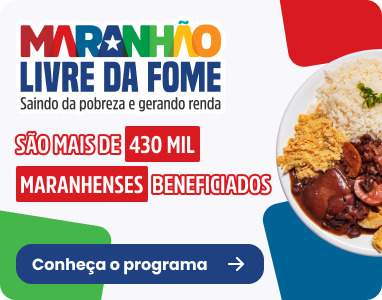 MARANHÃO
LIVRE DA FOME
Saindo da pobreza e gerando renda
SÃO MAIS DE 430 MIL
MARANHENSES BENEFICIADOS
Conheça o programa →